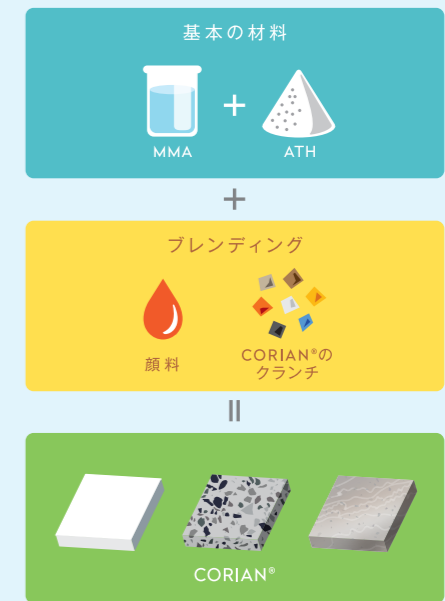 基本の材料
+
MMA
ATH
+
ブレンディング
顔料
CORIAN®の
クランチ
=
CORIAN®